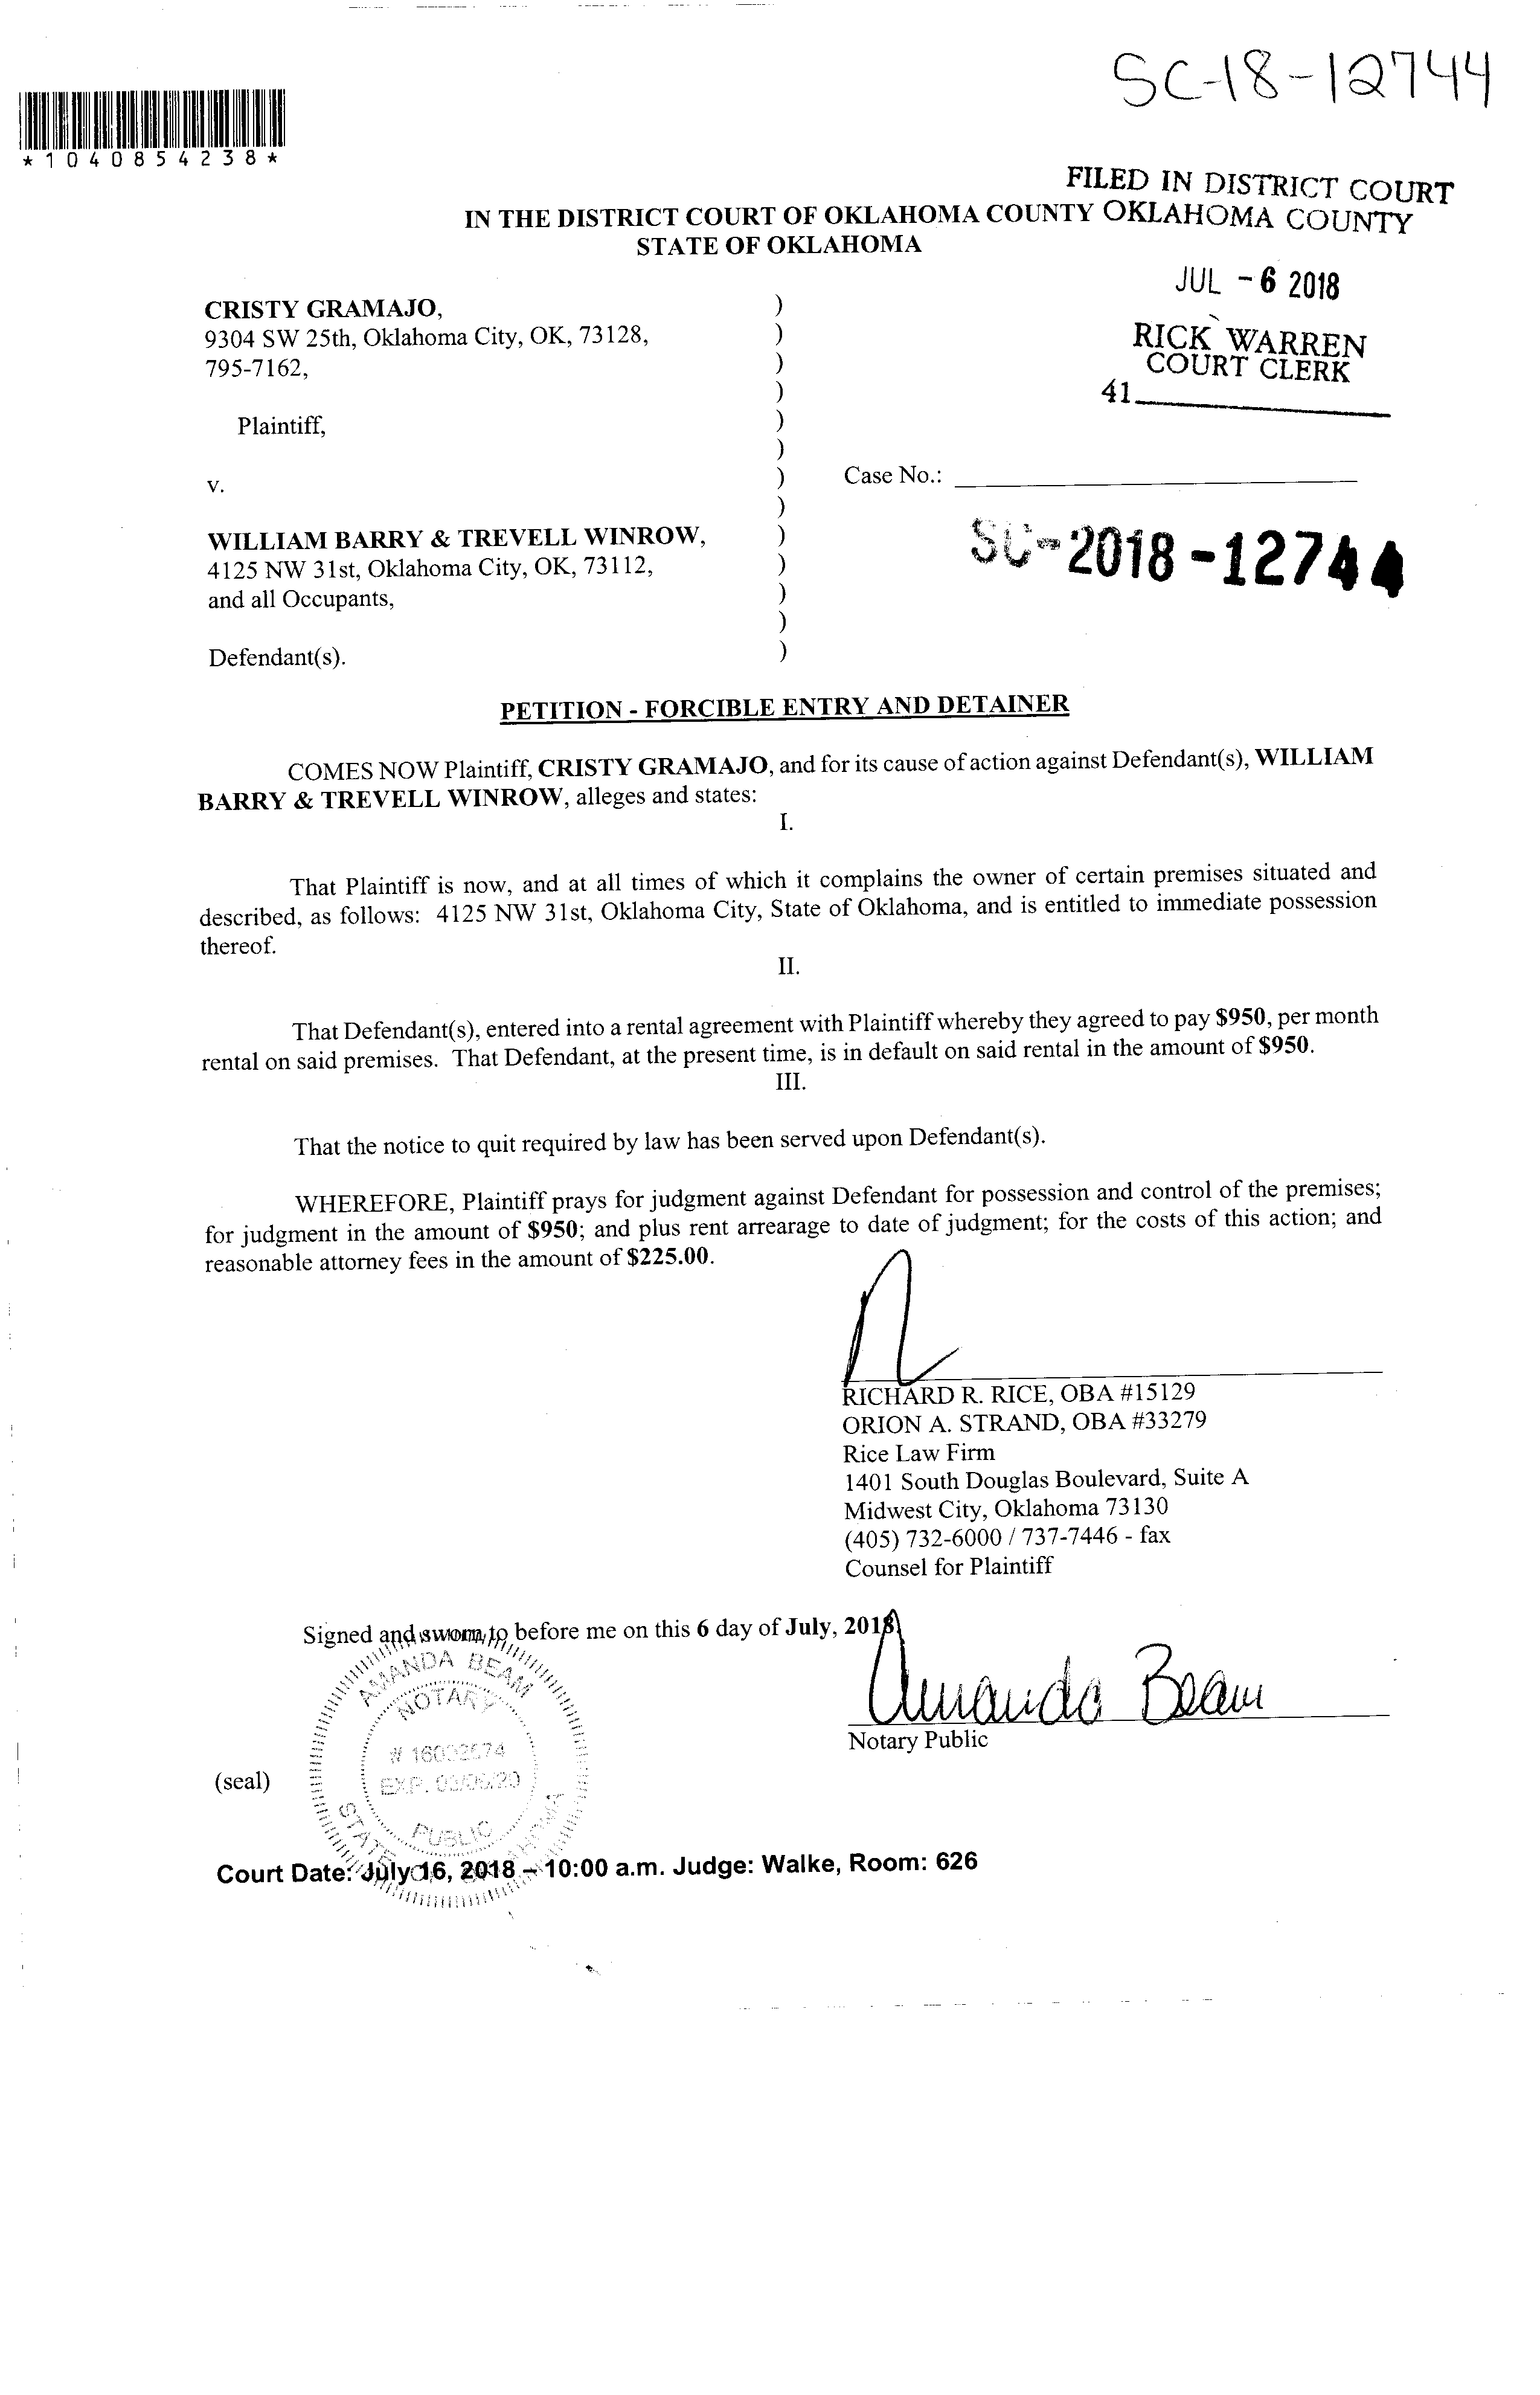 SC-18-12744
*1040854238*
FILED IN DISTRICT COURT
OKLAHOMA COUNTY
IN THE DISTRICT COURT OF OKLAHOMA COUNTY
STATE OF OKLAHOMA
JUL - 6 2018
RICK WARREN
COURT CLERK
41
CRISTY GRAMAJO, )
9304 SW 25th, Oklahoma City, OK, 73128, )
795-7162, )
)
Plaintiff, )
)
v. ) Case No.:
)
WILLIAM BARRY & TREVELL WINROW, )
SC-2018-12744
4125 NW 31st, Oklahoma City, OK, 73112, )
and all Occupants, )
)
Defendant(s). )
PETITION - FORCIBLE ENTRY AND DETAINER
COMES NOW Plaintiff, CRISTY GRAMAJO, and for its cause of action against Defendant(s), WILLIAM
BARRY & TREVELL WINROW, alleges and states:
I.
That Plaintiff is now, and at all times of which it complains the owner of certain premises situated and
described, as follows: 4125 NW 31st, Oklahoma City, State of Oklahoma, and is entitled to immediate possession
thereof.
II.
That Defendant(s), entered into a rental agreement with Plaintiff whereby they agreed to pay $950, per month
rental on said premises. That Defendant, at the present time, is in default on said rental in the amount of $950.
III.
That the notice to quit required by law has been served upon Defendant(s).
WHEREFORE, Plaintiff prays for judgment against Defendant for possession and control of the premises;
for judgment in the amount of $950; and plus rent arrearage to date of judgment; for the costs of this action; and
reasonable attorney fees in the amount of $225.00.
RICHARD R. RICE, OBA #15129
ORION A. STRAND, OBA #33279
Rice Law Firm
1401 South Douglas Boulevard, Suite A
Midwest City, Oklahoma 73130
(405) 732-6000 / 737-7446 - fax
Counsel for Plaintiff
Signed and sworn to before me on this 6 day of July, 2018
Amanda Beam
Notary Public
AMANDA BEAM
NOTARY
EXP.
PUBLIC
STATE OF OKLAHOMA
(seal)
Court Date: July 16, 2018 – 10:00 a.m. Judge: Walke, Room: 626